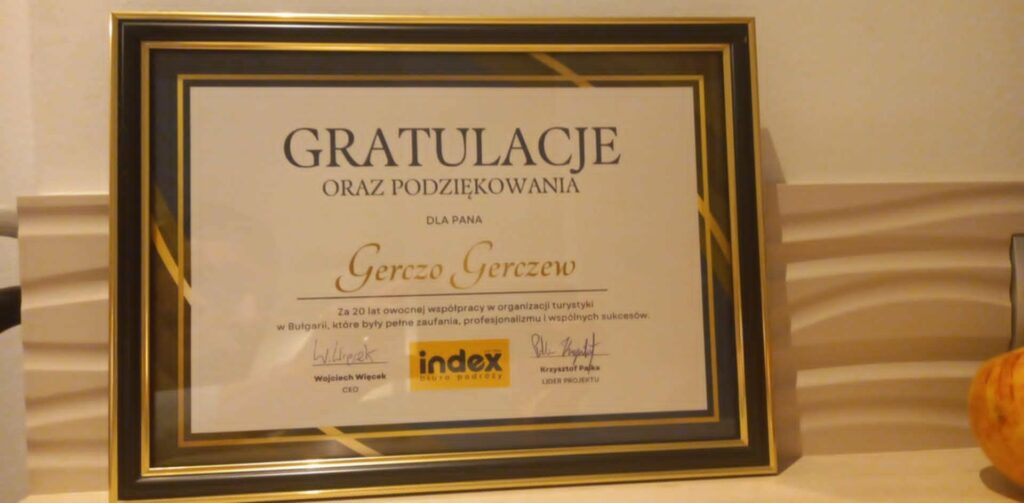 GRATULACJE
ORAZ PODZIĘKOWANIA
DLA PANA
Gerczo Gerczew
Za 20 lat owocnej współpracy w organizacji turystyki
w Bułgarii, które były pełne zaufania, profesjonalizmu i wspólnych sukcesów.
W. Więcek
index
biuro podróży
Wojciech Więcek
CEO
Krzysztof Pajka
LIDER PROJEKTU